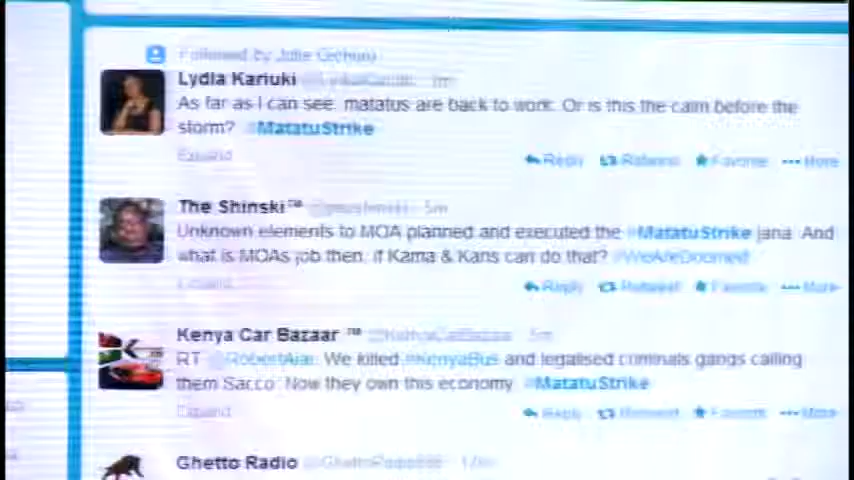 Followed by Julie Gichuru
Lydia Kariuki
As far as I can see, matatus are back to work. Or is this the calm before the
storm? #MatatuStrike
Expand Reply Retweet Favorite More
The Shinski™ 5m
Unknown elements to MOA planned and executed the #MatatuStrike jana. And
what is MOAs job then, if Kama & Kans can do that? #WeAreDoomed
Expand Reply Retweet Favorite More
Kenya Car Bazaar ™ @KenyaCarBazaar 5m
RT We killed #KenyaBus and legalised criminals gangs calling
them Sacco. Now they own this economy. #MatatuStrike
Expand Reply Retweet Favorite More
Ghetto Radio